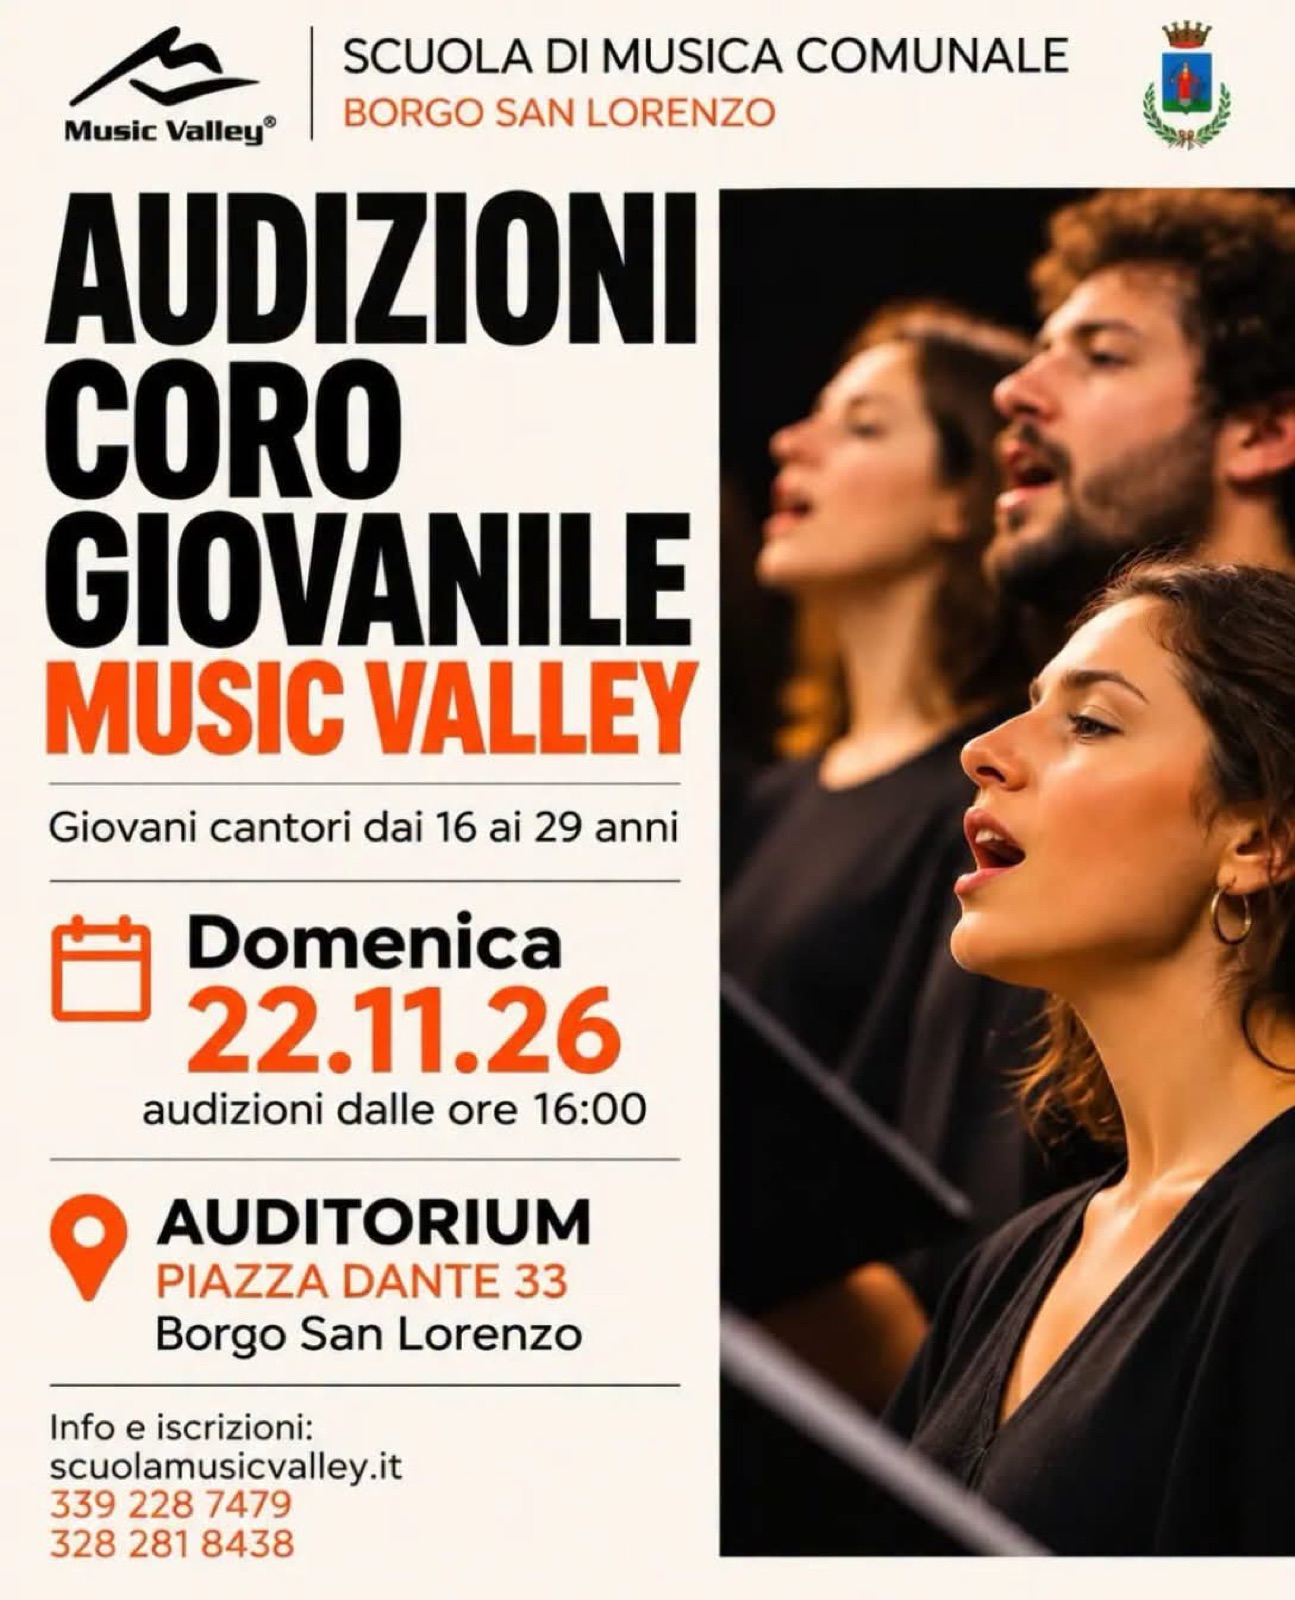 Music Valley®
SCUOLA DI MUSICA COMUNALE
BORGO SAN LORENZO
AUDIZIONI
CORO
GIOVANILE
MUSIC VALLEY
Giovani cantori dai 16 ai 29 anni
Domenica
22.11.26
audizioni dalle ore 16:00
AUDITORIUM
PIAZZA DANTE 33
Borgo San Lorenzo
Info e iscrizioni:
scuolamusicvalley.it
339 228 7479
328 281 8438